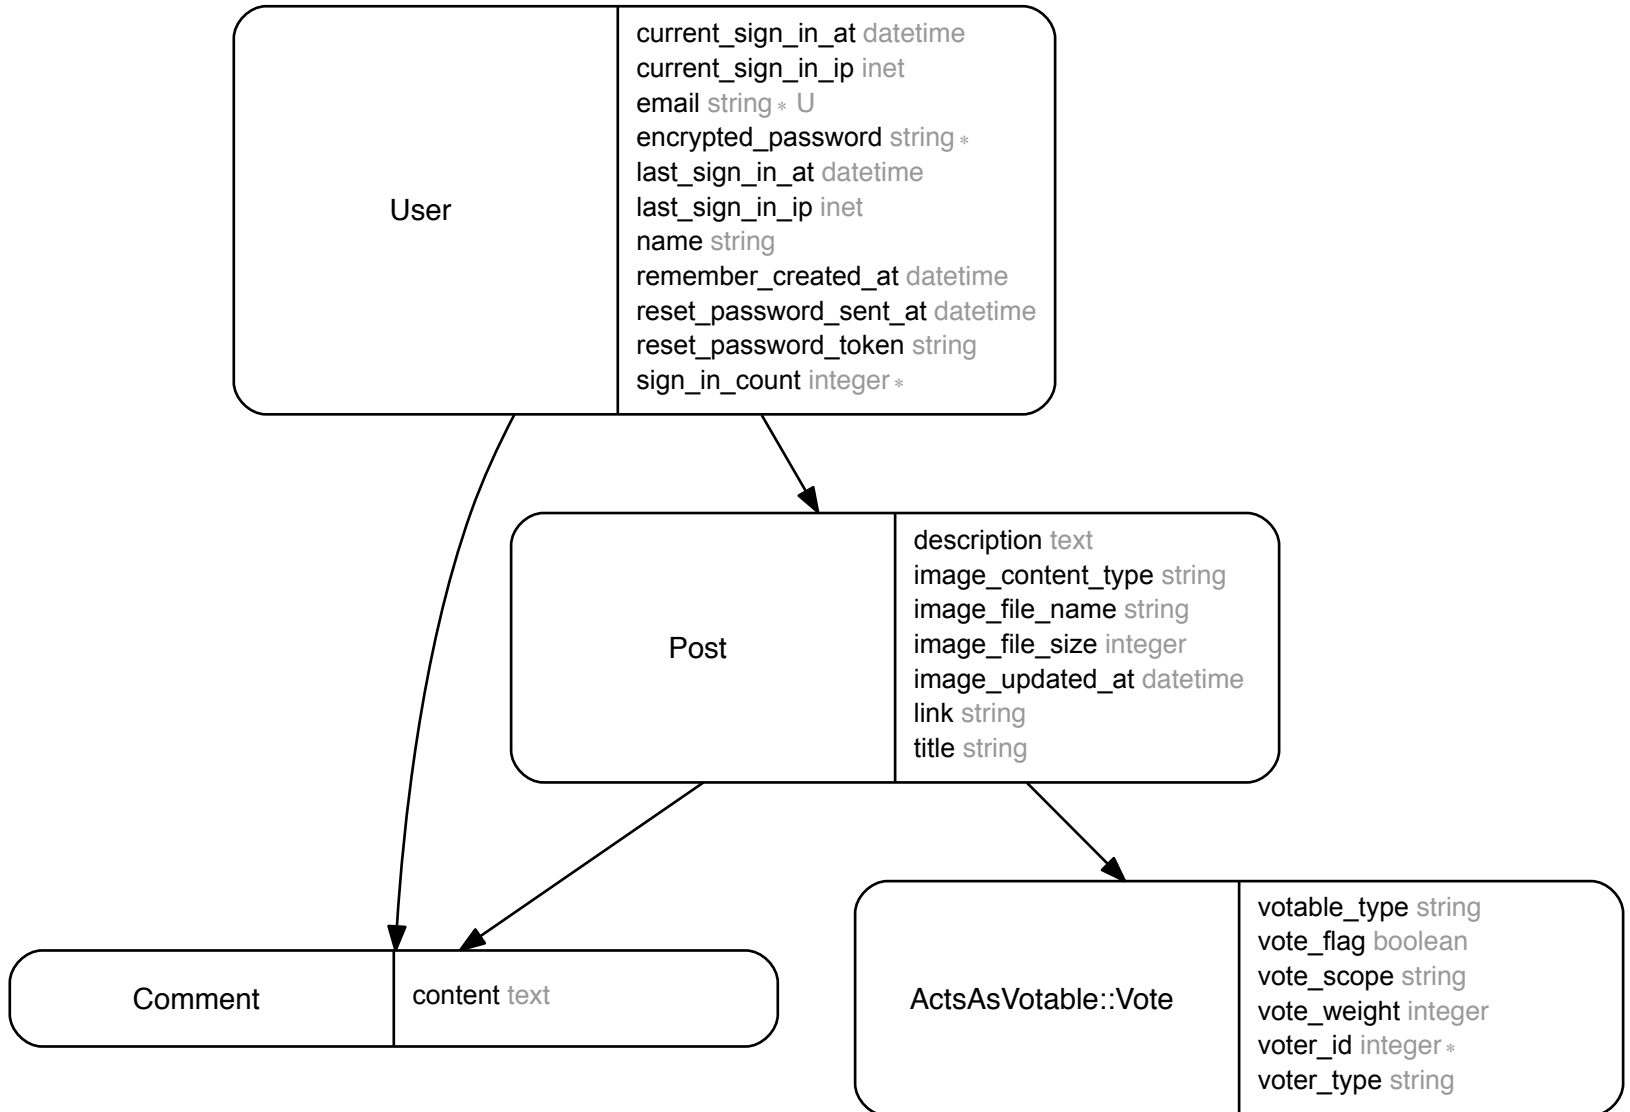 User
current_sign_in_at datetime
current_sign_in_ip inet
email string ∗ U
encrypted_password string ∗
last_sign_in_at datetime
last_sign_in_ip inet
name string
remember_created_at datetime
reset_password_sent_at datetime
reset_password_token string
sign_in_count integer ∗
Post
description text
image_content_type string
image_file_name string
image_file_size integer
image_updated_at datetime
link string
title string
Comment
content text
ActsAsVotable::Vote
votable_type string
vote_flag boolean
vote_scope string
vote_weight integer
voter_id integer ∗
voter_type string